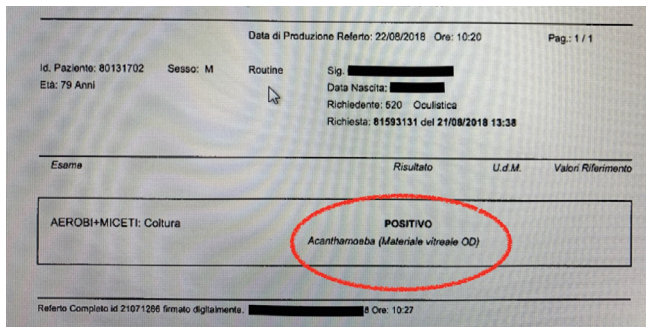 Data di Produzione Referto: 22/08/2018 Ore: 10:20 Pag.: 1 / 1
Id. Paziente: 80131702 Sesso: M Routine Sig.
Età: 79 Anni Data Nascita:
Richiedente: 520 Oculistica
Richiesta: 81593131 del 21/08/2018 13:38
Esame Risultato U.d.M. Valori Riferimento
AEROBI+MICETI: Coltura POSITIVO
Acanthamoeba (Materiale vitreale OD)
Referto Completo id 21071286 firmato digitalmente. 8 Ore: 10:27